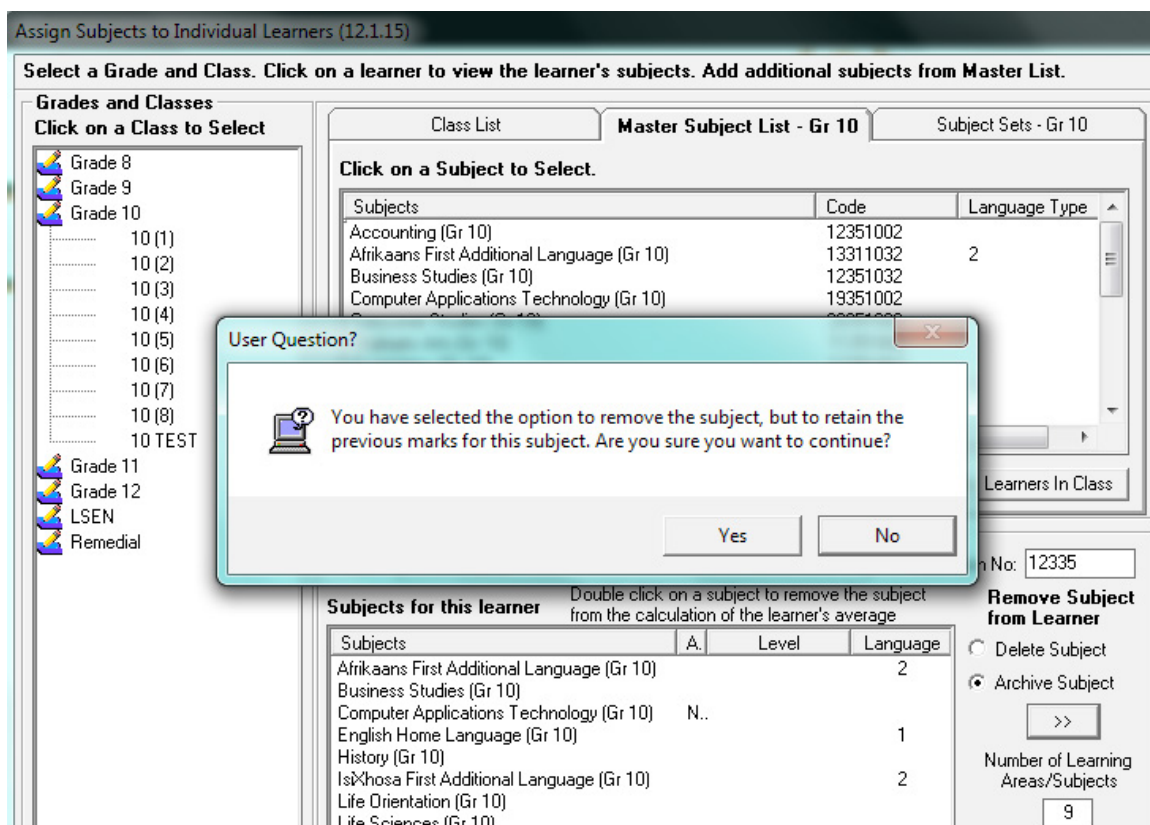 Assign Subjects to Individual Learners (12.1.15)
Select a Grade and Class. Click on a learner to view the learner's subjects. Add additional subjects from Master List.
Grades and Classes
Click on a Class to Select
Grade 8
Grade 9
Grade 10
10 (1)
10 (2)
10 (3)
10 (4)
10 (5)
10 (6)
10 (7)
10 (8)
10 TEST
Grade 11
Grade 12
LSEN
Remedial
Class List
Master Subject List - Gr 10
Subject Sets - Gr 10
Click on a Subject to Select.
Subjects Code Language Type
Accounting (Gr 10) 12351002
Afrikaans First Additional Language (Gr 10) 13311032 2
Business Studies (Gr 10) 12351032
Computer Applications Technology (Gr 10) 19351002
Learners In Class
User Question?
You have selected the option to remove the subject, but to retain the
previous marks for this subject. Are you sure you want to continue?
Yes No
No: 12335
Subjects for this learner
Double click on a subject to remove the subject
from the calculation of the learner's average
Subjects A. Level Language
Afrikaans First Additional Language (Gr 10) 2
Business Studies (Gr 10)
Computer Applications Technology (Gr 10) N..
English Home Language (Gr 10) 1
History (Gr 10)
IsiXhosa First Additional Language (Gr 10) 2
Life Orientation (Gr 10)
Life Sciences (Gr 10)
Remove Subject
from Learner
Delete Subject
Archive Subject
>>
Number of Learning
Areas/Subjects
9